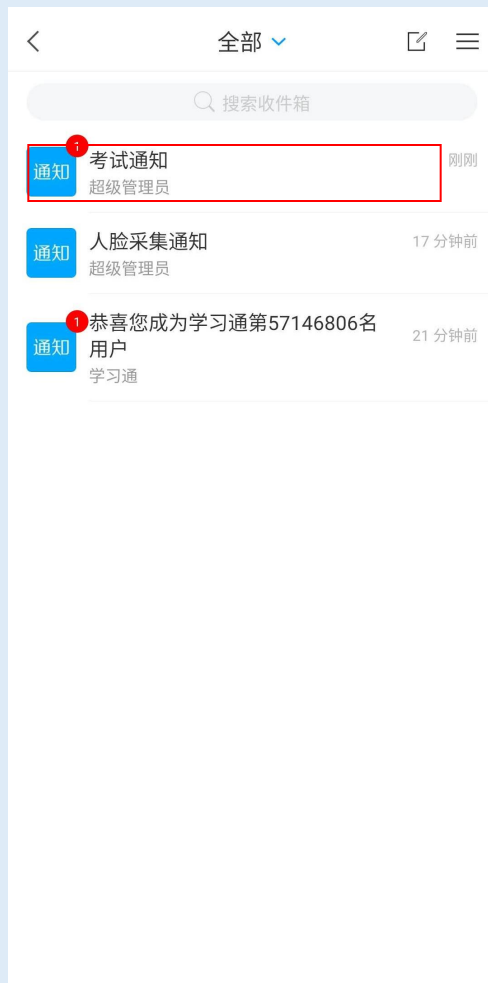 全部
搜索收件箱
1
通知
考试通知
刚刚
超级管理员
通知
人脸采集通知
17 分钟前
超级管理员
1
通知
恭喜您成为学习通第57146806名
用户
21 分钟前
学习通